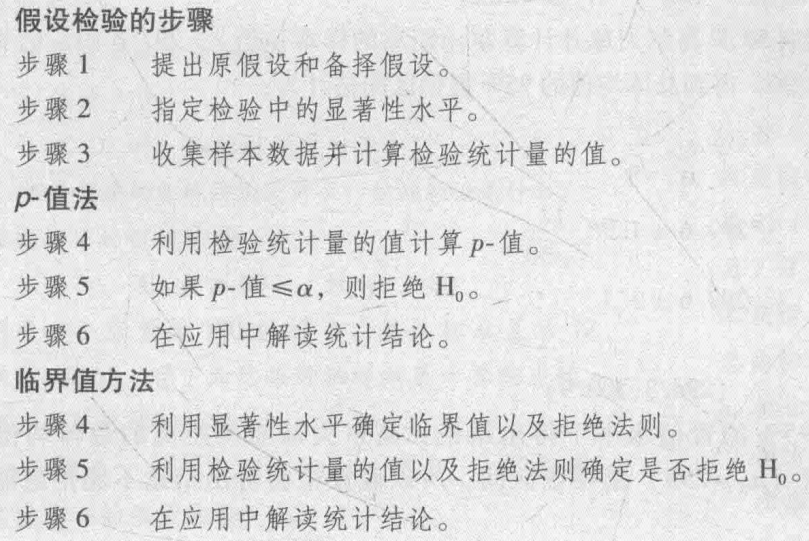 假设检验的步骤
步骤 1 提出原假设和备择假设。
步骤 2 指定检验中的显著性水平。
步骤 3 收集样本数据并计算检验统计量的值。
p-值法
步骤 4 利用检验统计量的值计算 p-值。
步骤 5 如果 p-值≤α，则拒绝 H₀。
步骤 6 在应用中解读统计结论。
临界值方法
步骤 4 利用显著性水平确定临界值以及拒绝法则。
步骤 5 利用检验统计量的值以及拒绝法则确定是否拒绝 H₀。
步骤 6 在应用中解读统计结论。